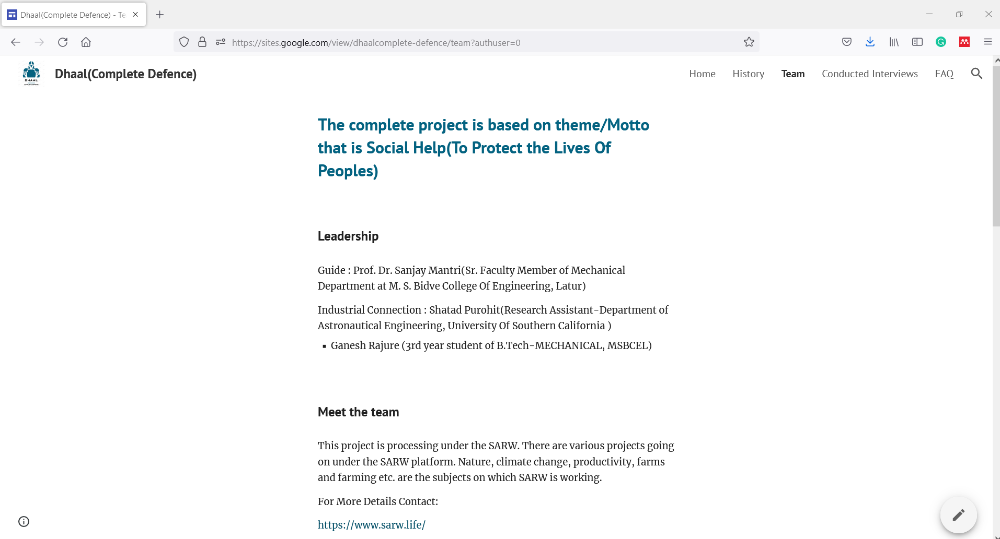 Dhaal(Complete Defence) - Te
https://sites.google.com/view/dhaalcomplete-defence/team?authuser=0
DHAAL
COMPLETE DEFENCE
Dhaal(Complete Defence)
Home History Team Conducted Interviews FAQ
The complete project is based on theme/Motto
that is Social Help(To Protect the Lives Of
Peoples)
Leadership
Guide : Prof. Dr. Sanjay Mantri(Sr. Faculty Member of Mechanical
Department at M. S. Bidve College Of Engineering, Latur)
Industrial Connection : Shatad Purohit(Research Assistant-Department of
Astronautical Engineering, University Of Southern California )
▪ Ganesh Rajure (3rd year student of B.Tech-MECHANICAL, MSBCEL)
Meet the team
This project is processing under the SARW. There are various projects going
on under the SARW platform. Nature, climate change, productivity, farms
and farming etc. are the subjects on which SARW is working.
For More Details Contact:
https://www.sarw.life/